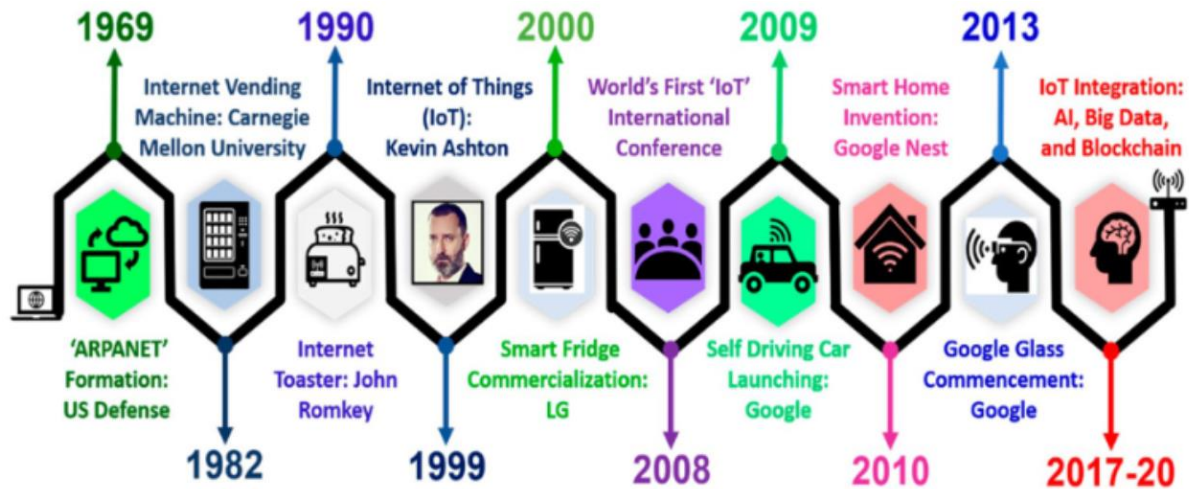 1969
1990
2000
2009
2013
Internet Vending
Machine: Carnegie
Mellon University
Internet of Things
(IoT):
Kevin Ashton
World's First 'IoT'
International
Conference
Smart Home
Invention:
Google Nest
IoT Integration:
AI, Big Data,
and Blockchain
'ARPANET'
Formation:
US Defense
Internet
Toaster: John
Romkey
Smart Fridge
Commercialization:
LG
Self Driving Car
Launching:
Google
Google Glass
Commencement:
Google
1982
1999
2008
2010
2017-20